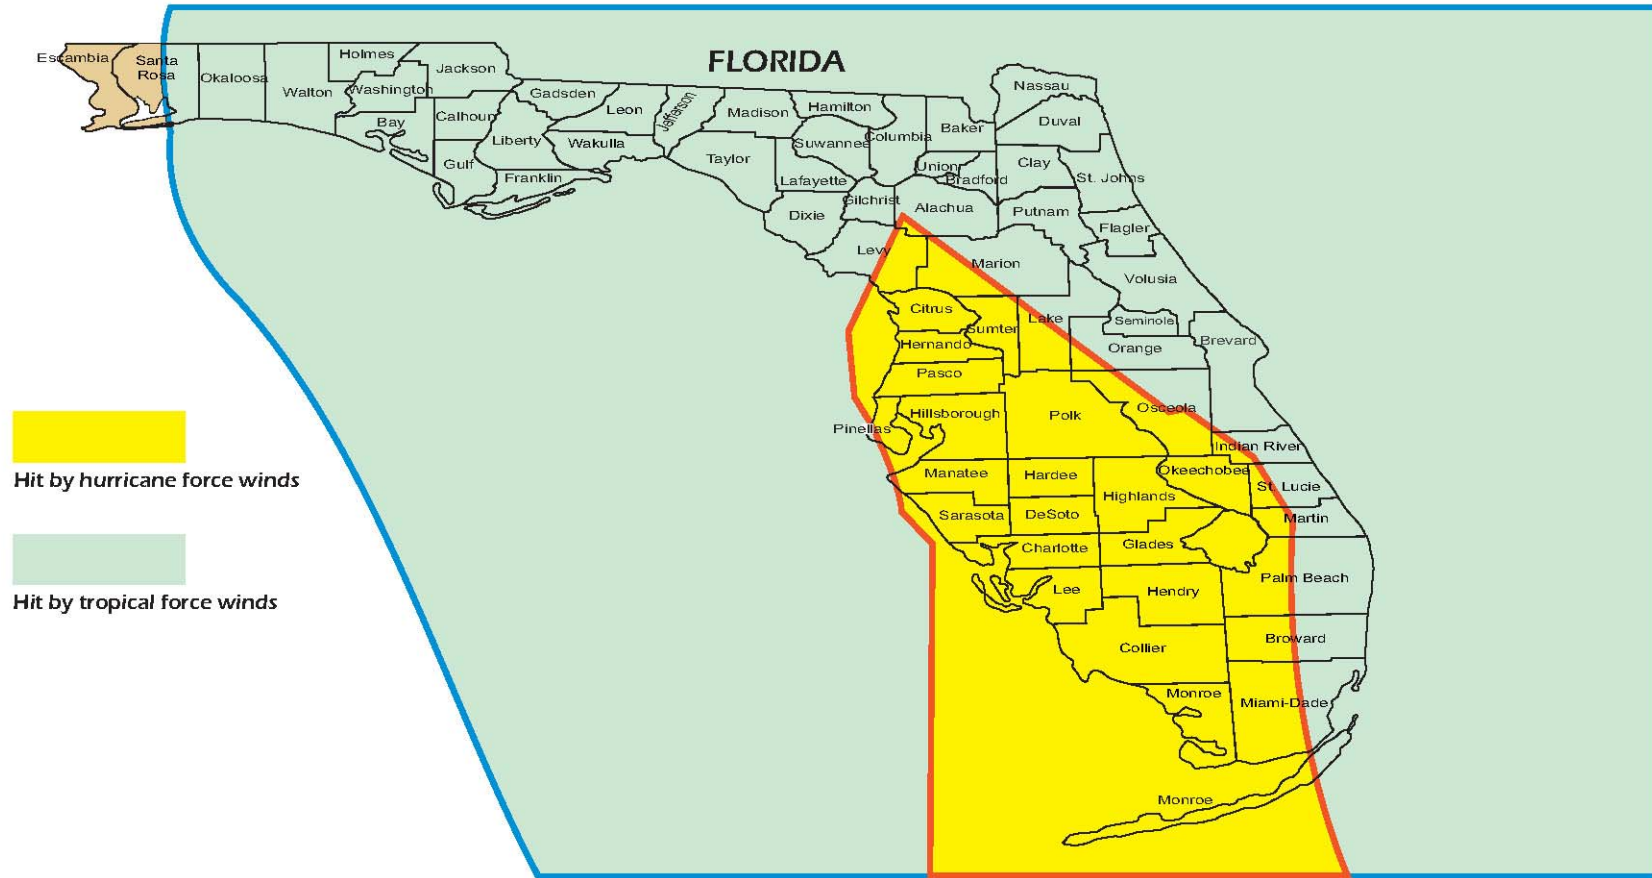 FLORIDA
Escambia
Santa
Rosa
Okaloosa
Walton
Holmes
Washington
Jackson
Bay
Calhoun
Gulf
Gadsden
Liberty
Franklin
Leon
Wakulla
Jefferson
Madison
Taylor
Hamilton
Suwannee
Lafayette
Dixie
Columbia
Gilchrist
Baker
Union
Bradford
Alachua
Nassau
Duval
Clay
St. Johns
Putnam
Flagler
Levy
Marion
Volusia
Citrus
Sumter
Lake
Seminole
Orange
Brevard
Hernando
Pasco
Pinellas
Hillsborough
Polk
Osceola
Indian River
Manatee
Hardee
Highlands
Okeechobee
St. Lucie
Sarasota
DeSoto
Martin
Charlotte
Glades
Lee
Hendry
Palm Beach
Collier
Broward
Monroe
Miami-Dade
Monroe
Hit by hurricane force winds
Hit by tropical force winds